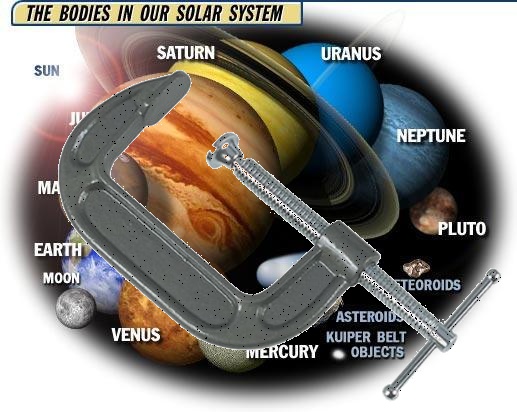 THE BODIES IN OUR SOLAR SYSTEM
SATURN
URANUS
SUN
NEPTUNE
PLUTO
EARTH
MOON
ASTEROIDS
VENUS
KUIPER BELT
MERCURY
OBJECTS